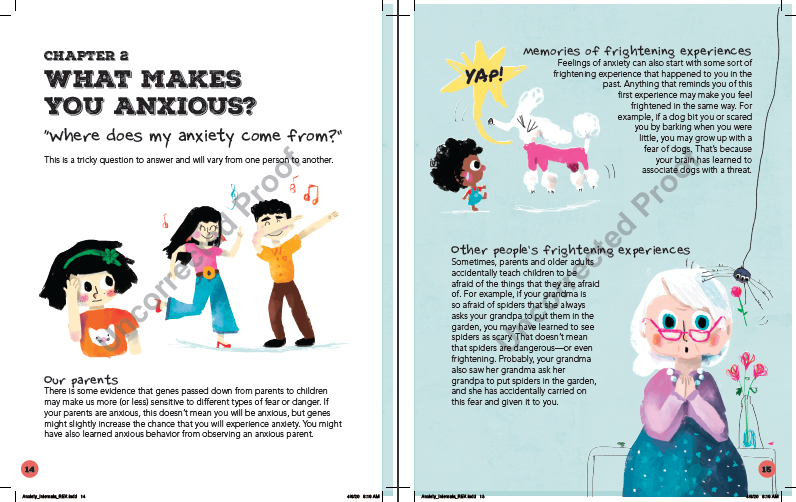 CHAPTER 2
WHAT MAKES
YOU ANXIOUS?
"Where does my anxiety come from?"
This is a tricky question to answer and will vary from one person to another.
Our parents
There is some evidence that genes passed down from parents to children
may make us more (or less) sensitive to different types of fear or danger. If
your parents are anxious, this doesn't mean you will be anxious, but genes
might slightly increase the chance that you will experience anxiety. You might
have also learned anxious behavior from observing an anxious parent.
14
Uncorrected Proof
Anxiety_Internals_REK.indd 14
4/6/20 8:10 AM
YAP!
Memories of frightening experiences
Feelings of anxiety can also start with some sort of
frightening experience that happened to you in the
past. Anything that reminds you of this
first experience may make you feel
frightened in the same way. For
example, if a dog bit you or scared
you by barking when you were
little, you may grow up with a
fear of dogs. That's because
your brain has learned to
associate dogs with a threat.
Other people's frightening experiences
Sometimes, parents and older adults
accidentally teach children to be
afraid of the things that they are afraid
of. For example, if your grandma is
so afraid of spiders that she always
asks your grandpa to put them in the
garden, you may have learned to see
spiders as scary. That doesn't mean
that spiders are dangerous—or even
frightening. Probably, your grandma
also saw her grandma ask her
grandpa to put spiders in the garden,
and she has accidentally carried on
this fear and given it to you.
15
Uncorrected Proof
Anxiety_Internals_REK.indd 15